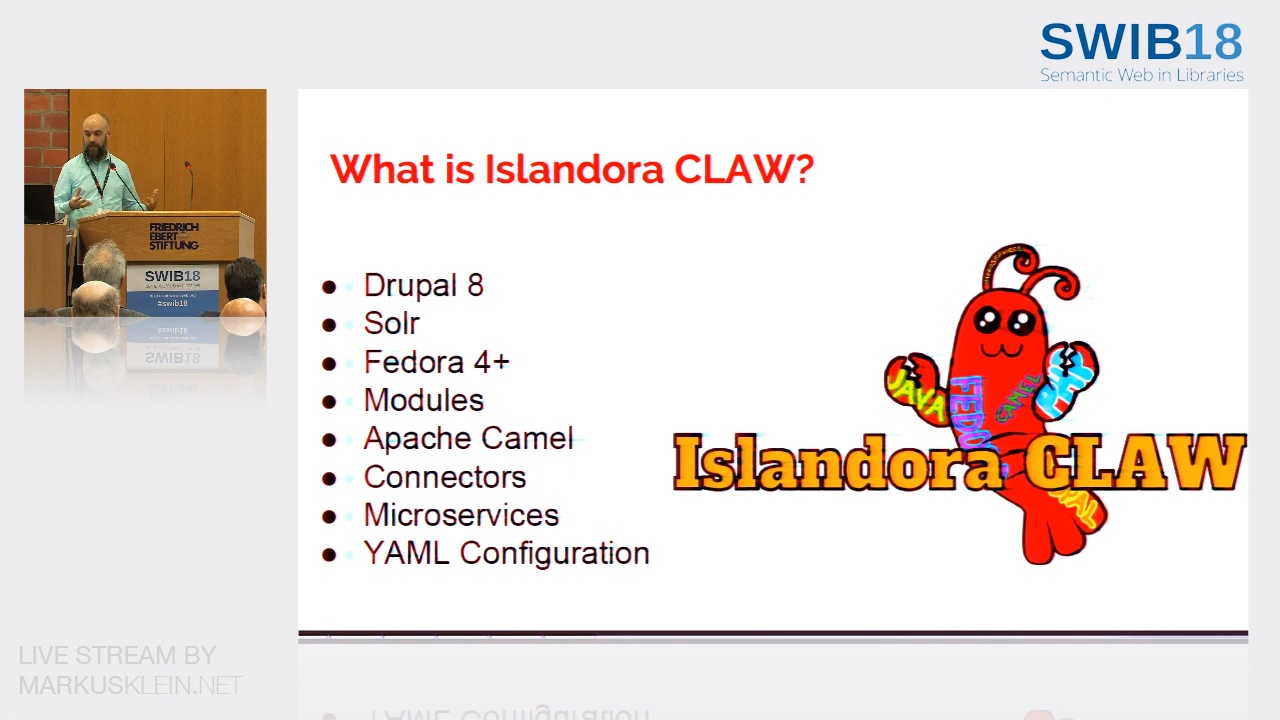 SWIB18
Semantic Web in Libraries
What is Islandora CLAW?
● Drupal 8
● Solr
● Fedora 4+
● Modules
● Apache Camel
● Connectors
● Microservices
● YAML Configuration
JAVA
CAMEL
PHP
Islandora CLAW
FRIEDRICH
EBERT
STIFTUNG
SWIB18
#swib18
LIVE STREAM BY
MARKUSKLEIN.NET